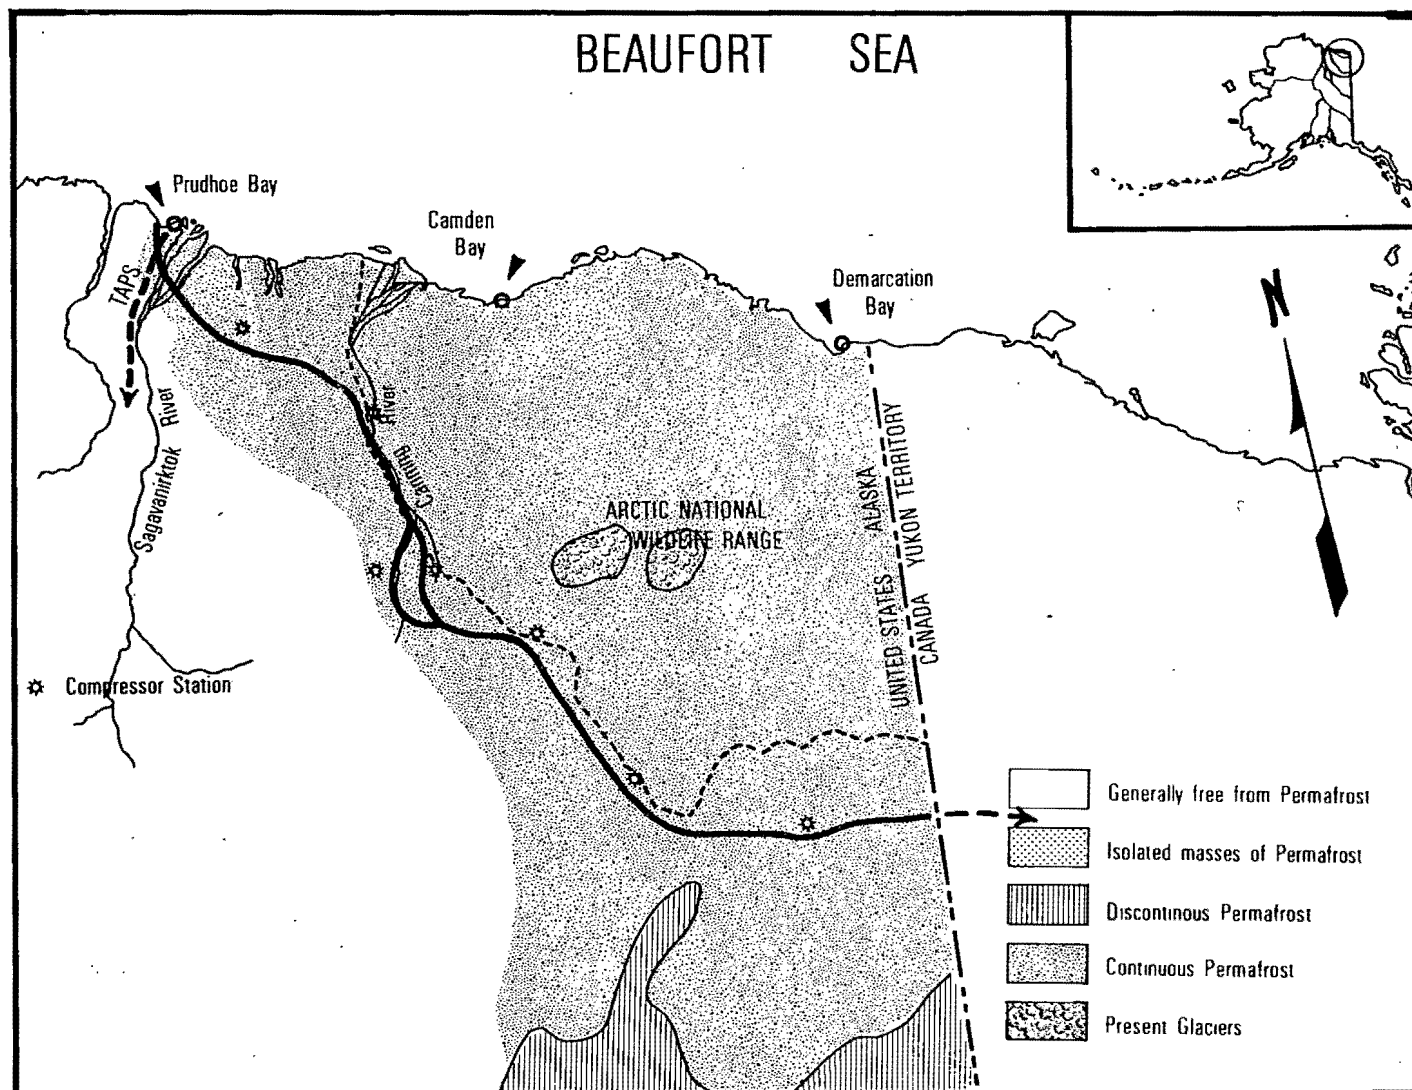 BEAUFORT SEA
Prudhoe Bay
Camden
Bay
Demarcation
Bay
N
TAPS
Sagavanirktok River
Canning River
ARCTIC NATIONAL
WILDLIFE RANGE
UNITED STATES ALASKA
CANADA YUKON TERRITORY
Compressor Station
Generally free from Permafrost
Isolated masses of Permafrost
Discontinous Permafrost
Continuous Permafrost
Present Glaciers